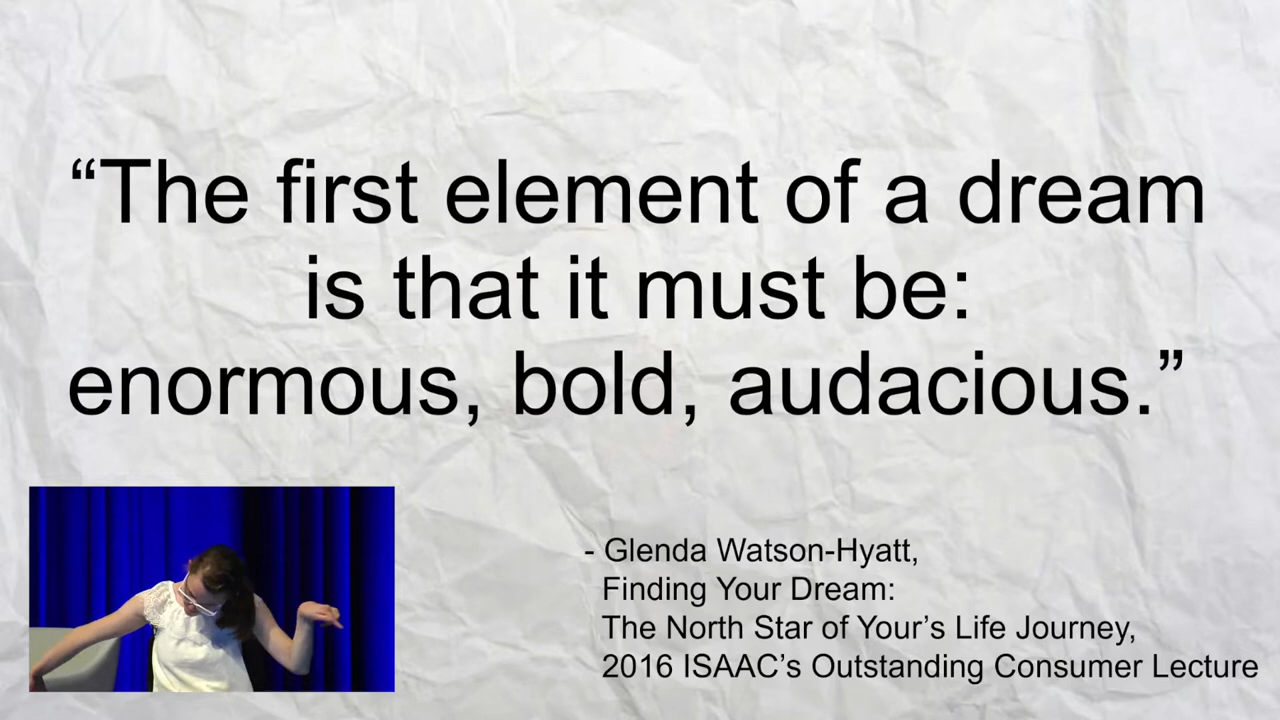 “The first element of a dream
is that it must be:
enormous, bold, audacious.”
- Glenda Watson-Hyatt,
Finding Your Dream:
The North Star of Your’s Life Journey,
2016 ISAAC’s Outstanding Consumer Lecture